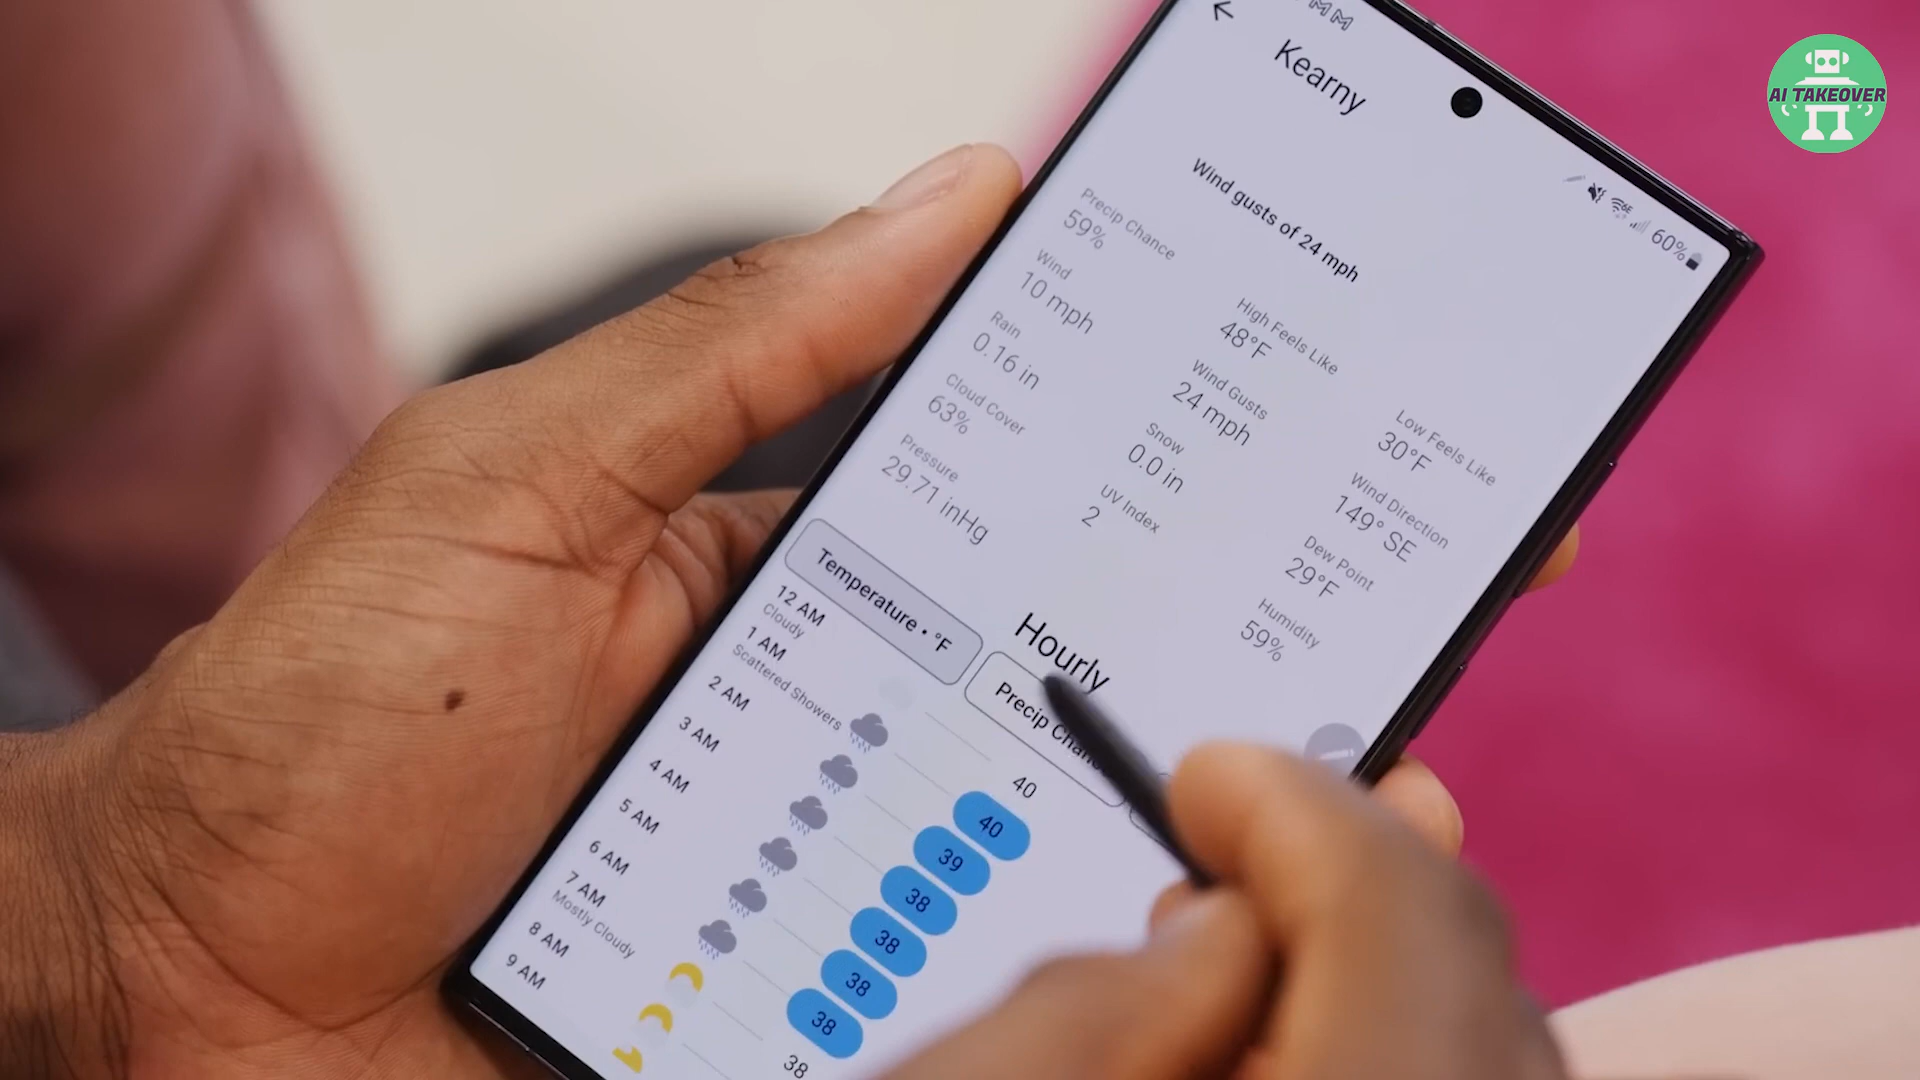 AI TAKEOVER
60%
Kearny
Wind gusts of 24 mph
Precip Chance
59%
High Feels Like
48°F
Low Feels Like
30°F
Wind
10 mph
Wind Gusts
24 mph
Wind Direction
149° SE
Rain
0.16 in
Snow
0.0 in
Dew Point
29°F
Cloud Cover
63%
UV Index
2
Humidity
59%
Pressure
29.71 inHg
Hourly
Temperature • °F
Precip Chan
12 AM
Cloudy
40
1 AM
Scattered Showers
40
2 AM
39
3 AM
38
4 AM
38
5 AM
38
6 AM
38
7 AM
Mostly Cloudy
38
8 AM
9 AM